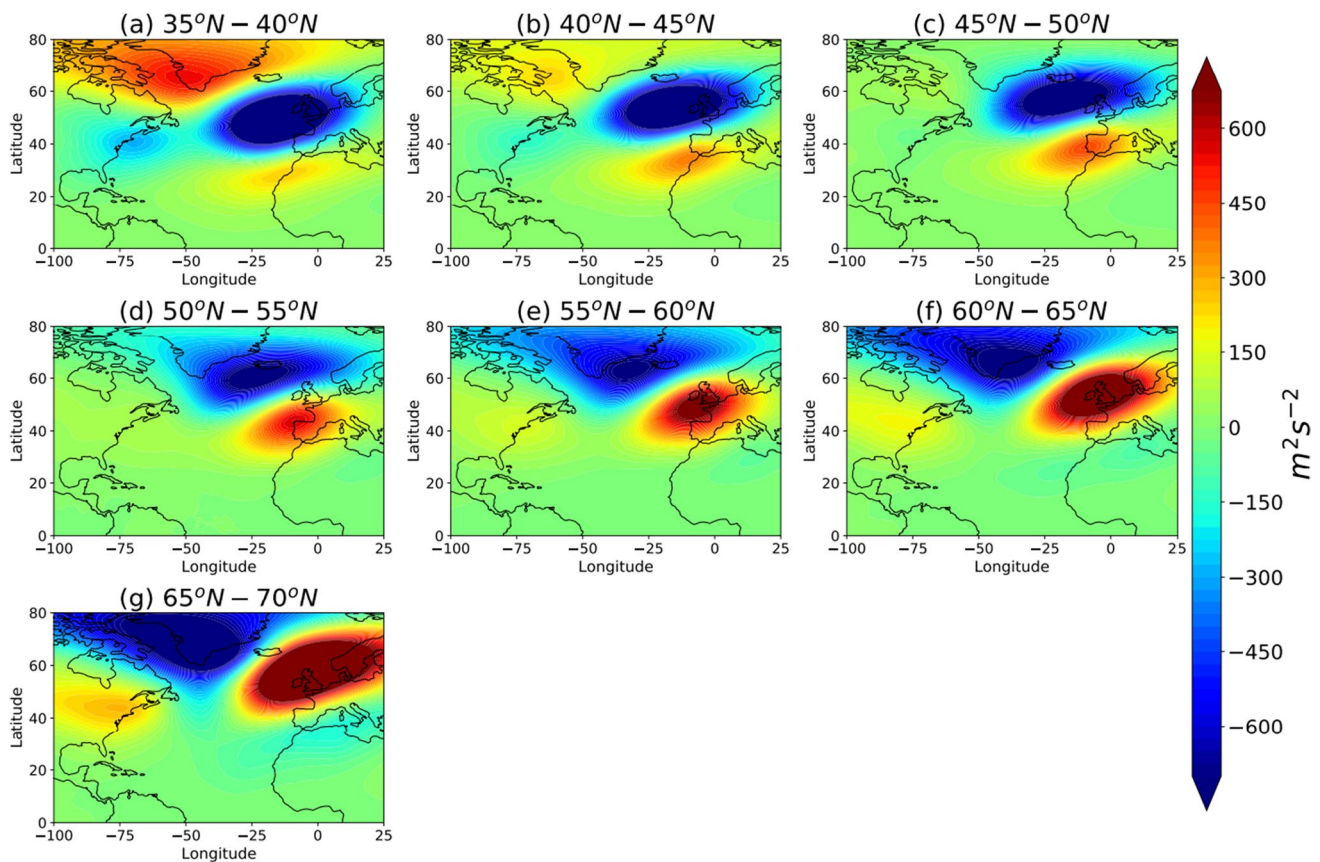 (a) 35°N − 40°N
(b) 40°N − 45°N
(c) 45°N − 50°N
80
60
40
20
0
Latitude
−100 −75 −50 −25 0 25
Longitude
80
60
40
20
0
Latitude
−100 −75 −50 −25 0 25
Longitude
80
60
40
20
0
Latitude
−100 −75 −50 −25 0 25
Longitude
(d) 50°N − 55°N
(e) 55°N − 60°N
(f) 60°N − 65°N
80
60
40
20
0
Latitude
−100 −75 −50 −25 0 25
Longitude
80
60
40
20
0
Latitude
−100 −75 −50 −25 0 25
Longitude
80
60
40
20
0
Latitude
−100 −75 −50 −25 0 25
Longitude
(g) 65°N − 70°N
80
60
40
20
0
Latitude
−100 −75 −50 −25 0 25
Longitude
600
450
300
150
0
−150
−300
−450
−600
m²s⁻²